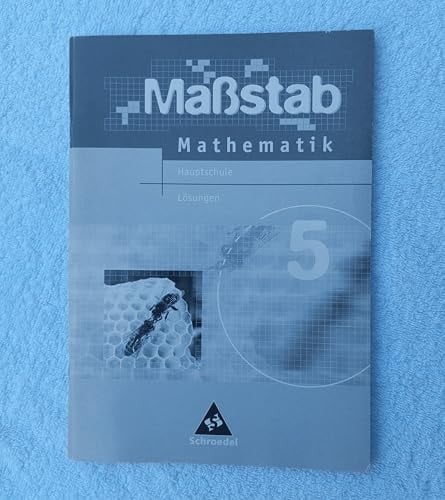 Maßstab
Mathematik
Hauptschule
Lösungen
5
Schroedel